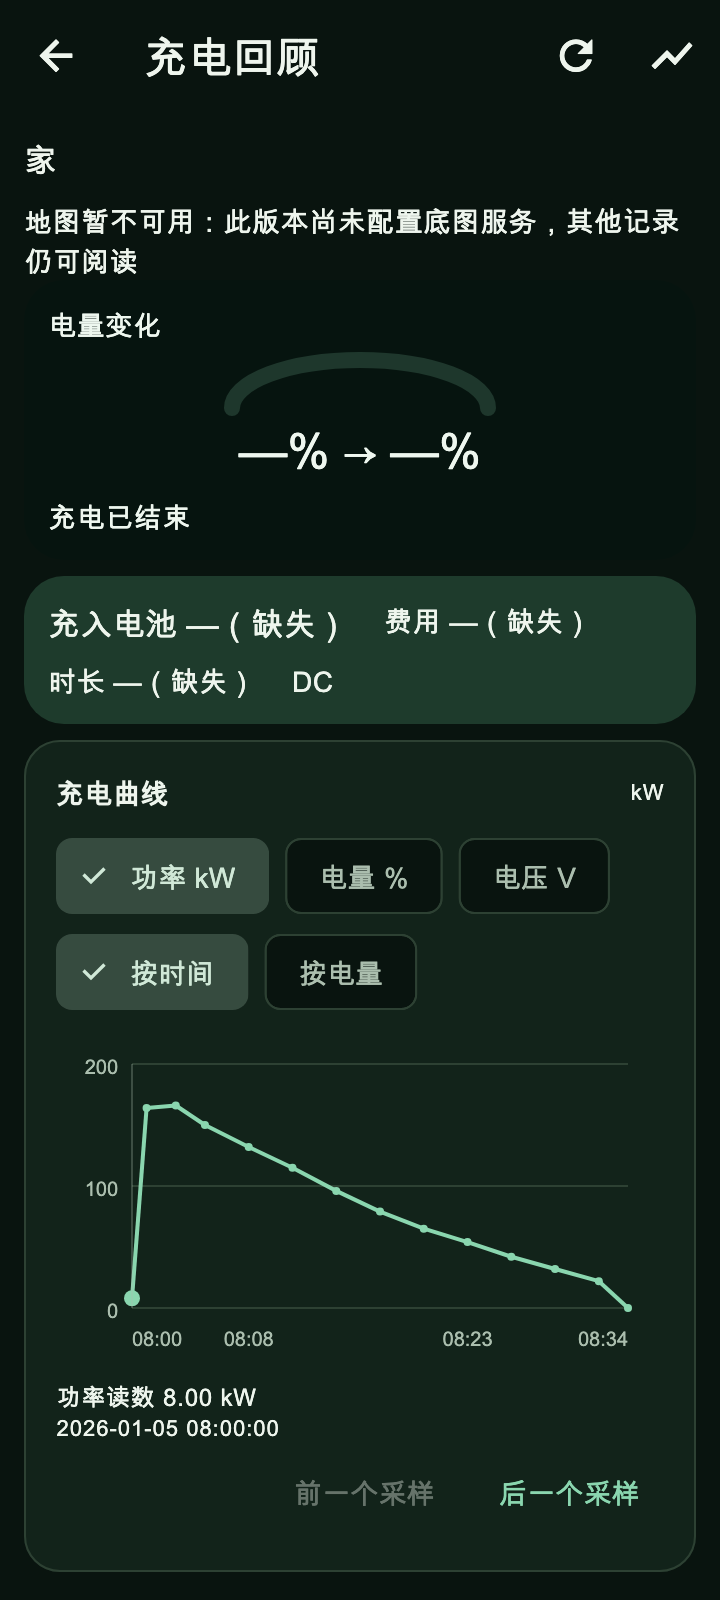 充电回顾
家
地图暂不可用：此版本尚未配置底图服务，其他记录
仍可阅读
电量变化
—% → —%
充电已结束
充入电池 —（缺失） 费用 —（缺失）
时长 —（缺失） DC
充电曲线 kW
功率 kW 电量 % 电压 V
按时间 按电量
200
100
0
08:00 08:08 08:23 08:34
功率读数 8.00 kW
2026-01-05 08:00:00
前一个采样 后一个采样